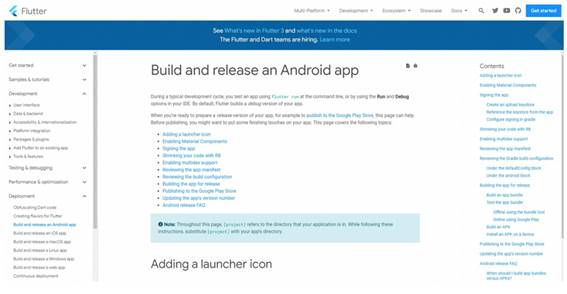 Flutter
Multi-Platform
Development
Ecosystem
Showcase
Docs
Get started
See What's new in Flutter 3 and what's new in the docs
The Flutter and Dart teams are hiring. Learn more
Get started
Samples & tutorials
Development
User interface
Data & backend
Accessibility & internationalization
Platform integration
Packages & plugins
Add Flutter to an existing app
Tools & features
Testing & debugging
Performance & optimization
Deployment
Obfuscating Dart code
Creating flavors for Flutter
Build and release an Android app
Build and release an iOS app
Build and release a macOS app
Build and release a Linux app
Build and release a Windows app
Build and release a web app
Continuous deployment
Build and release an Android app
During a typical development cycle, you test an app using flutter run at the command line, or by using the Run and Debug
options in your IDE. By default, Flutter builds a debug version of your app.
When you're ready to prepare a release version of your app, for example to publish to the Google Play Store, this page can help.
Before publishing, you might want to put some finishing touches on your app. This page covers the following topics:
Adding a launcher icon
Enabling Material Components
Signing the app
Shrinking your code with R8
Enabling multidex support
Reviewing the app manifest
Reviewing the build configuration
Building the app for release
Publishing to the Google Play Store
Updating the app's version number
Android release FAQ
Note: Throughout this page, [project] refers to the directory that your application is in. While following these
instructions, substitute [project] with your app's directory.
Adding a launcher icon
Contents
Adding a launcher icon
Enabling Material Components
Signing the app
Create an upload keystore
Reference the keystore from the app
Configure signing in gradle
Shrinking your code with R8
Enabling multidex support
Reviewing the app manifest
Reviewing the Gradle build configuration
Under the defaultConfig block
Under the android block
Building the app for release
Build an app bundle
Test the app bundle
Offline using the bundle tool
Online using Google Play
Build an APK
Install an APK on a device
Publishing to the Google Play Store
Updating the app's version number
Android release FAQ
When should I build app bundles
versus APKs?